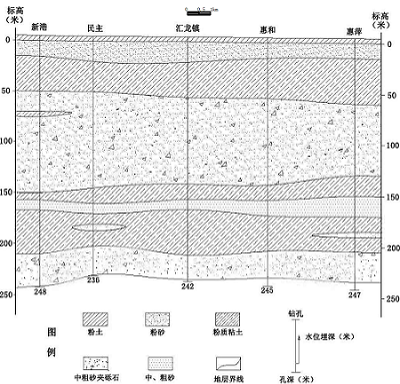 标高
(米)
新港
民主
汇龙镇
惠和
惠萍
标高
(米)
0
50
100
150
200
250
0
50
100
150
200
250
248
236
242
245
247
图
例
粉土
粉砂
粉质粘土
中粗砂夹砾石
中、粗砂
地层界线
钻孔
水位埋深(米)
孔深(米)